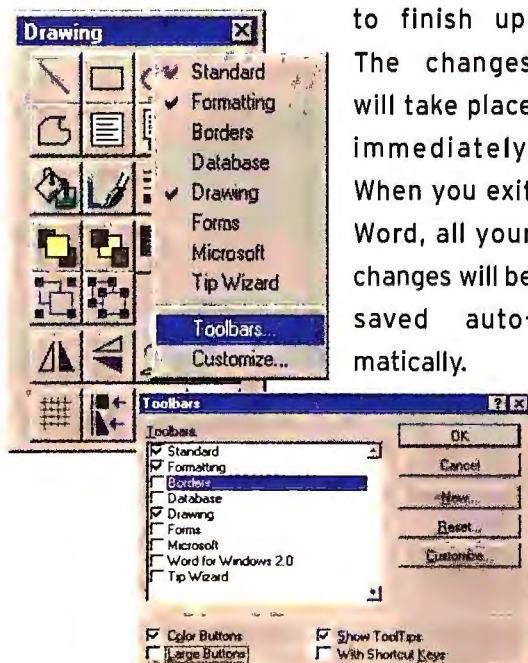 to finish up
The changes
will take place
immediately
When you exit
Word, all your
changes will be
saved auto-
matically.
Drawing
Standard
Formatting
Borders
Database
Drawing
Forms
Microsoft
Tip Wizard
Toolbars...
Customize...
Toolbars
Toolbars:
Standard
Formatting
Borders
Database
Drawing
Forms
Microsoft
Word for Windows 2.0
Tip Wizard
OK
Cancel
New...
Reset...
Customize...
Color Buttons
Large Buttons
Show ToolTips
With Shortcut Keys